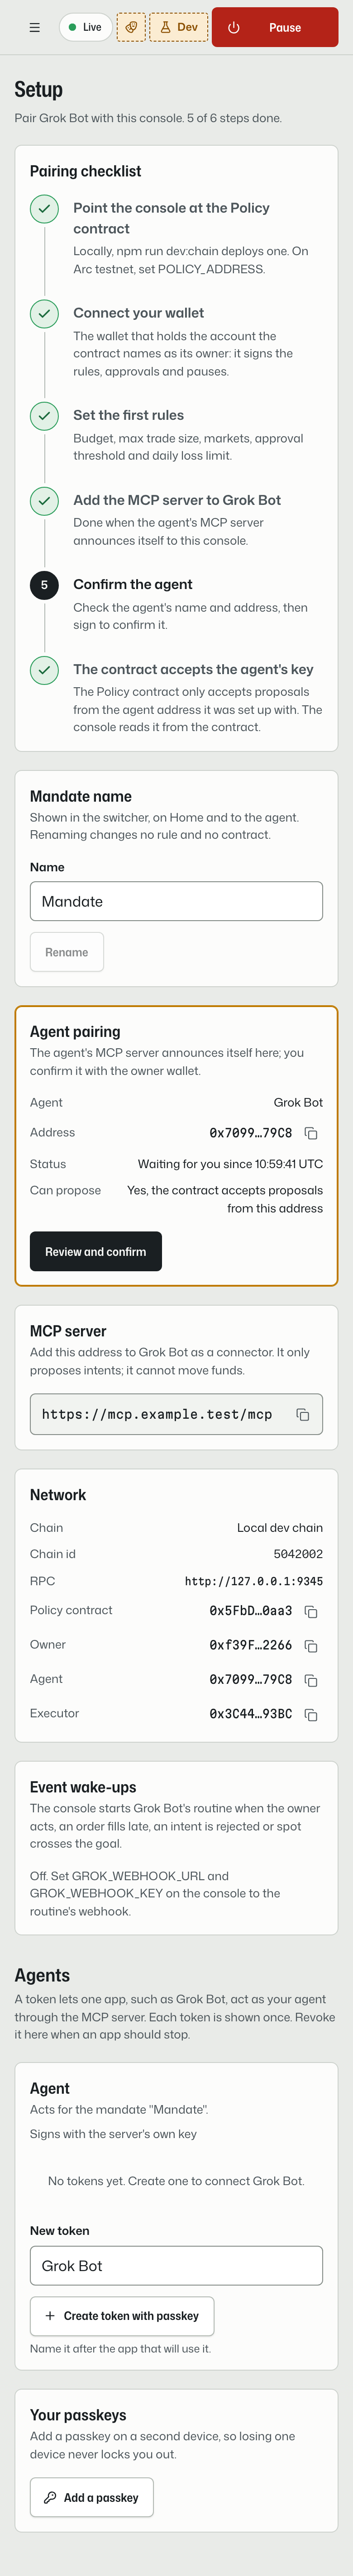 Live
Dev
Pause
Setup
Pair Grok Bot with this console. 5 of 6 steps done.
Pairing checklist
Point the console at the Policy
contract
Locally, npm run dev:chain deploys one. On
Arc testnet, set POLICY_ADDRESS.
Connect your wallet
The wallet that holds the account the
contract names as its owner: it signs the
rules, approvals and pauses.
Set the first rules
Budget, max trade size, markets, approval
threshold and daily loss limit.
Add the MCP server to Grok Bot
Done when the agent's MCP server
announces itself to this console.
5
Confirm the agent
Check the agent's name and address, then
sign to confirm it.
The contract accepts the agent's key
The Policy contract only accepts proposals
from the agent address it was set up with. The
console reads it from the contract.
Mandate name
Shown in the switcher, on Home and to the agent.
Renaming changes no rule and no contract.
Name
Mandate
Rename
Agent pairing
The agent's MCP server announces itself here; you
confirm it with the owner wallet.
Agent Grok Bot
Address 0x7099…79C8
Status Waiting for you since 10:59:41 UTC
Can propose Yes, the contract accepts proposals
from this address
Review and confirm
MCP server
Add this address to Grok Bot as a connector. It only
proposes intents; it cannot move funds.
https://mcp.example.test/mcp
Network
Chain Local dev chain
Chain id 5042002
RPC http://127.0.0.1:9345
Policy contract 0x5FbD…0aa3
Owner 0xf39F…2266
Agent 0x7099…79C8
Executor 0x3C44…93BC
Event wake-ups
The console starts Grok Bot's routine when the owner
acts, an order fills late, an intent is rejected or spot
crosses the goal.
Off. Set GROK_WEBHOOK_URL and
GROK_WEBHOOK_KEY on the console to the
routine's webhook.
Agents
A token lets one app, such as Grok Bot, act as your agent
through the MCP server. Each token is shown once. Revoke
it here when an app should stop.
Agent
Acts for the mandate "Mandate".
Signs with the server's own key
No tokens yet. Create one to connect Grok Bot.
New token
Grok Bot
Create token with passkey
Name it after the app that will use it.
Your passkeys
Add a passkey on a second device, so losing one
device never locks you out.
Add a passkey